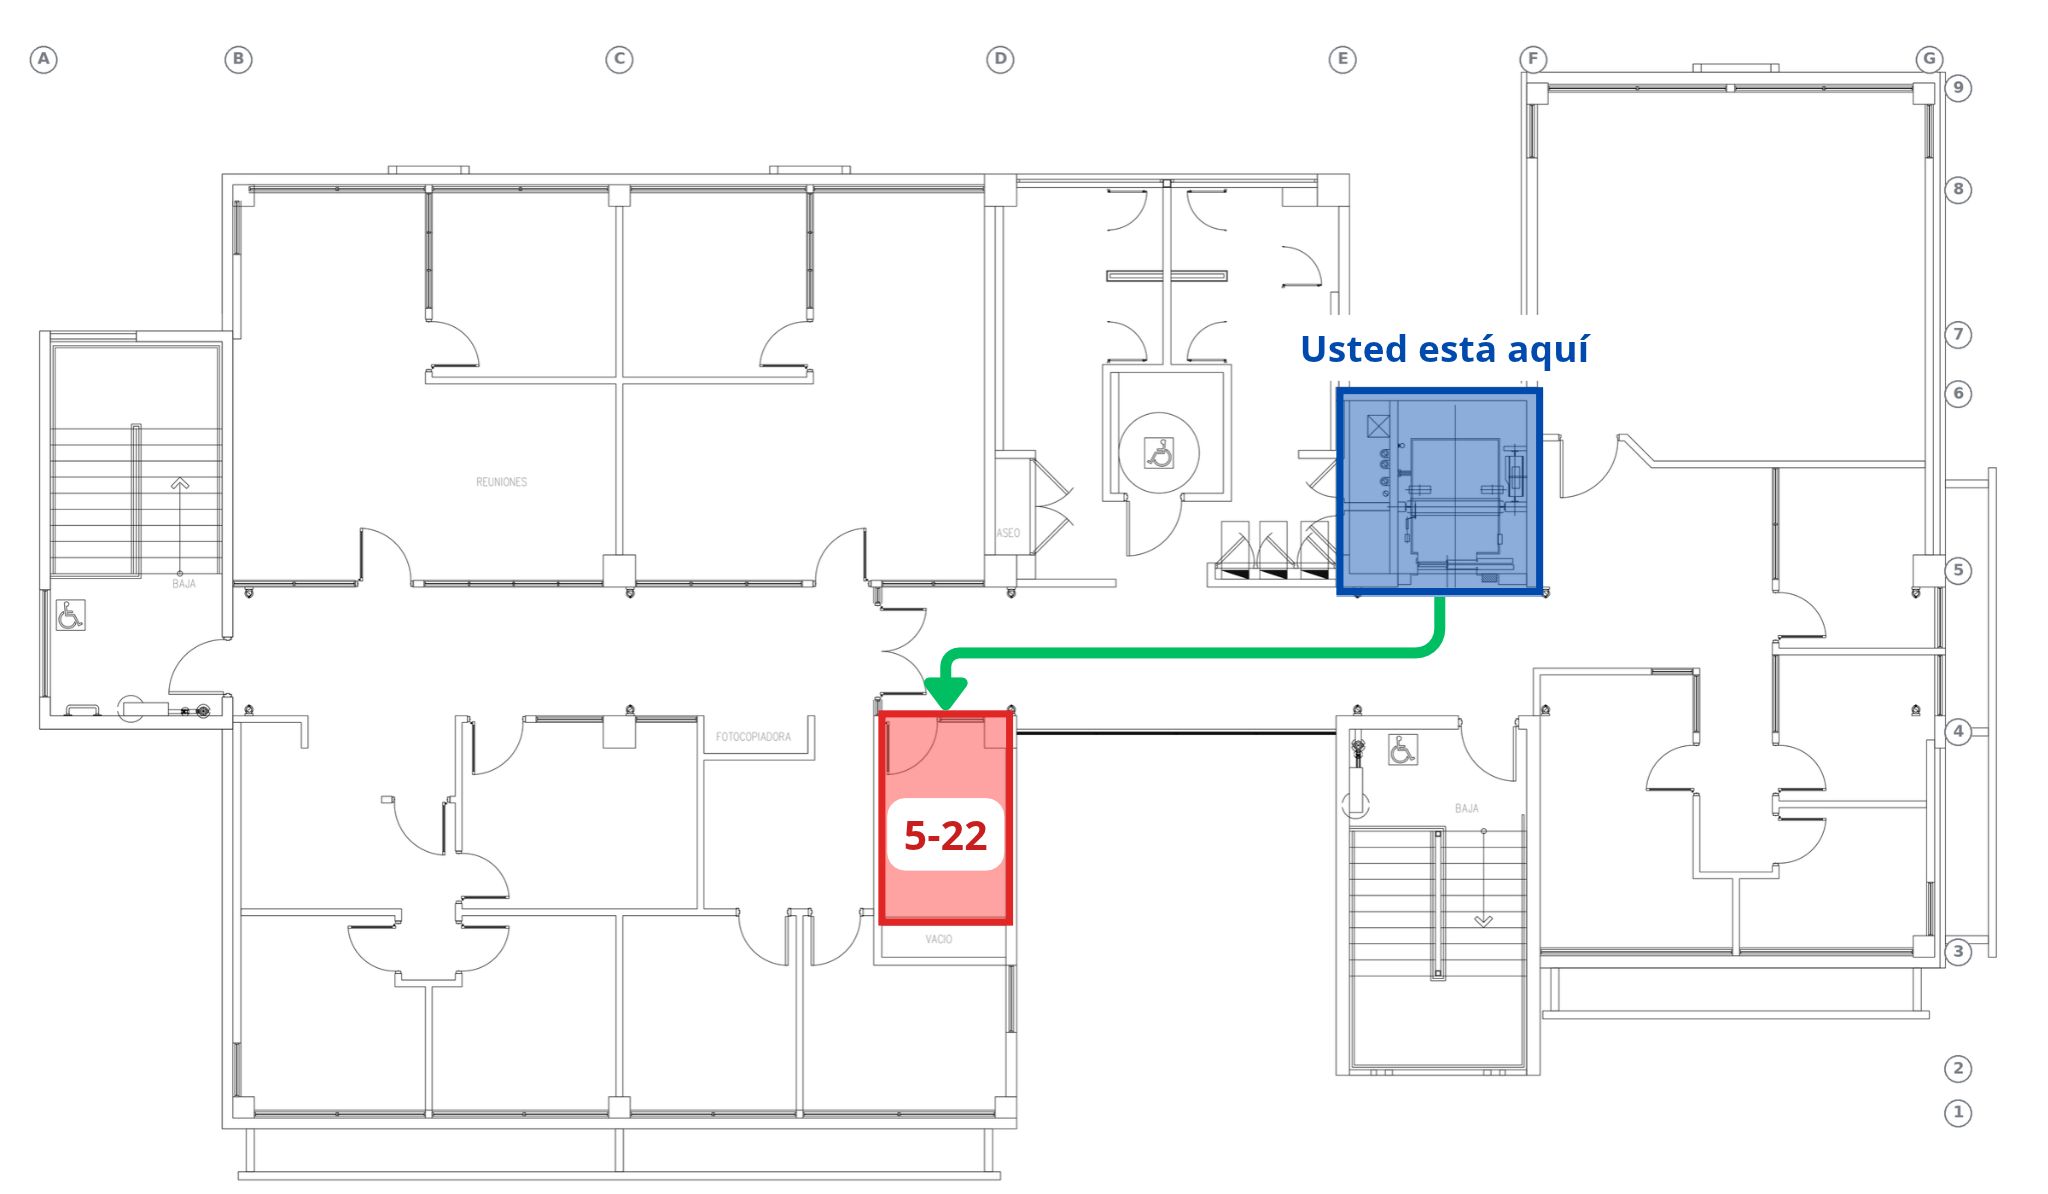 A B C D E F G
9
8
7
Usted está aquí
6
REUNIONES
ASEO
5
BAJA
4
FOTOCOPIADORA
BAJA
5-22
VACIO
3
2
1